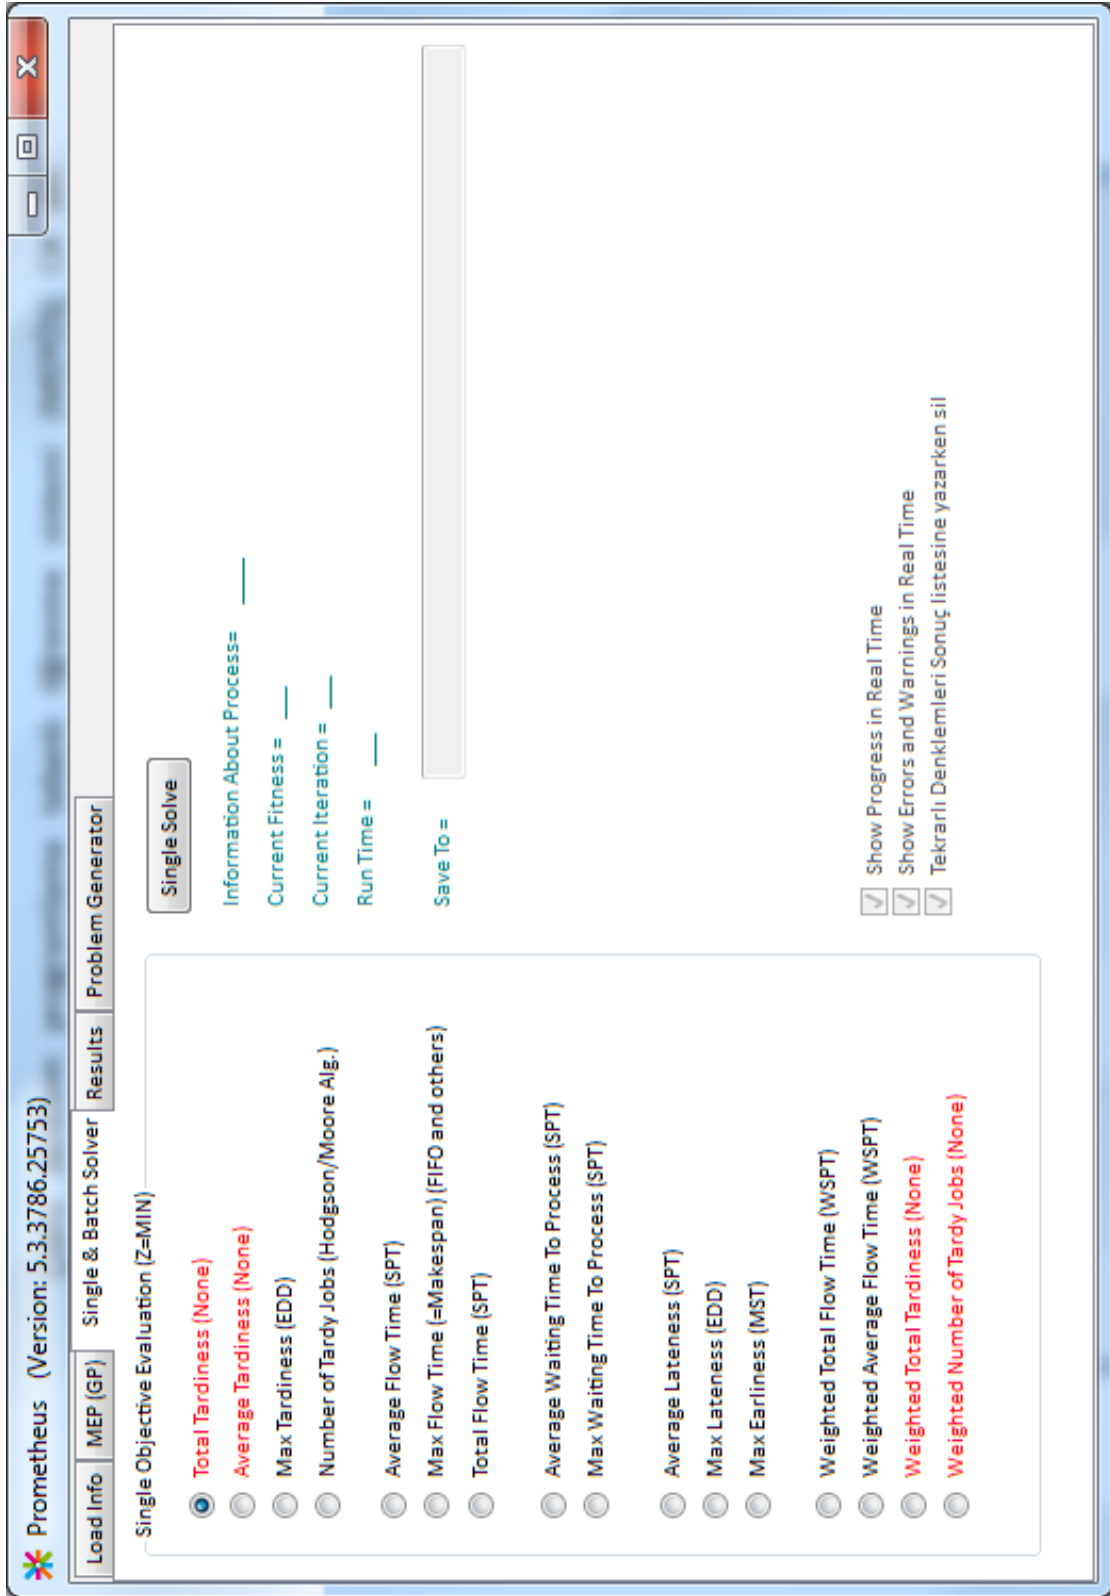 Prometheus (Version: 5.3.3786.25753)
Load Info MEP (GP) Single & Batch Solver Results Problem Generator
Single Objective Evaluation (Z=MIN)
Total Tardiness (None)
Average Tardiness (None)
Max Tardiness (EDD)
Number of Tardy Jobs (Hodgson/Moore Alg.)
Average Flow Time (SPT)
Max Flow Time (=Makespan) (FIFO and others)
Total Flow Time (SPT)
Average Waiting Time To Process (SPT)
Max Waiting Time To Process (SPT)
Average Lateness (SPT)
Max Lateness (EDD)
Max Earliness (MST)
Weighted Total Flow Time (WSPT)
Weighted Average Flow Time (WSPT)
Weighted Total Tardiness (None)
Weighted Number of Tardy Jobs (None)
Single Solve
Information About Process= ___
Current Fitness = __
Current Iteration = __
Run Time = __
Save To =
Show Progress in Real Time
Show Errors and Warnings in Real Time
Tekrarlı Denklemleri Sonuç listesine yazarken sil